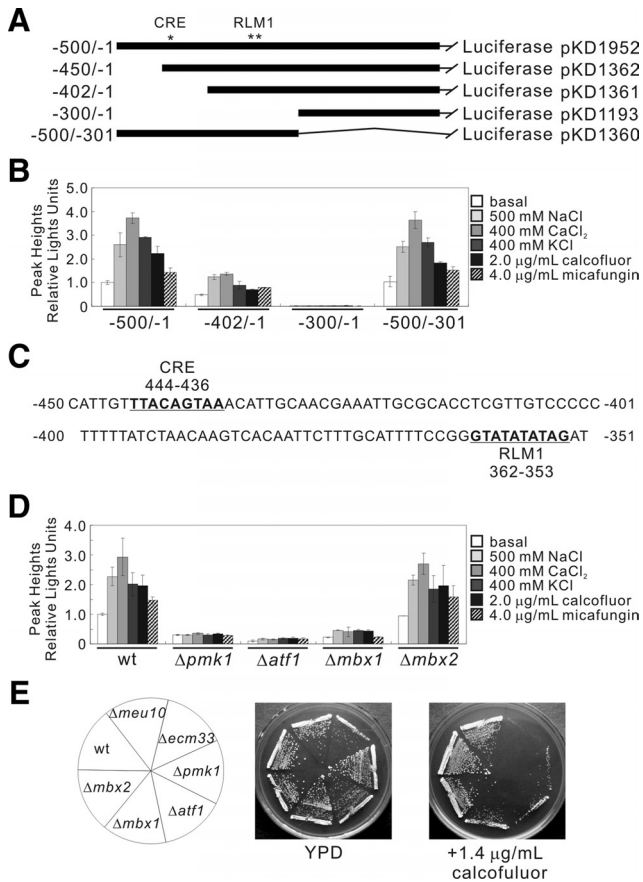 A
CRE RLM1
* **
-500/-1 Luciferase pKD1952
-450/-1 Luciferase pKD1362
-402/-1 Luciferase pKD1361
-300/-1 Luciferase pKD1193
-500/-301 Luciferase pKD1360
B
Peak Heights
Relative Lights Units
5.0
4.0
3.0
2.0
1.0
0
-500/-1 -402/-1 -300/-1 -500/-301
basal
500 mM NaCl
400 mM CaCl2
400 mM KCl
2.0 μg/mL calcofluor
4.0 μg/mL micafungin
C
CRE
444-436
-450 CATTGTTTACAGTAAACATTGCAACGAAATTGCGCACCTCGTTGTCCCCC -401
-400 TTTTTATCTAACAAGTCACAATTCTTTGCATTTTCCGGGTATATATAGAT -351
RLM1
362-353
D
Peak Heights
Relative Lights Units
4.0
3.0
2.0
1.0
0
wt Δpmk1 Δatf1 Δmbx1 Δmbx2
basal
500 mM NaCl
400 mM CaCl2
400 mM KCl
2.0 μg/mL calcofluor
4.0 μg/mL micafungin
E
Δmeu10
wt
Δecm33
Δpmk1
Δmbx2
Δatf1
Δmbx1
YPD
+1.4 μg/mL
calcofuluor